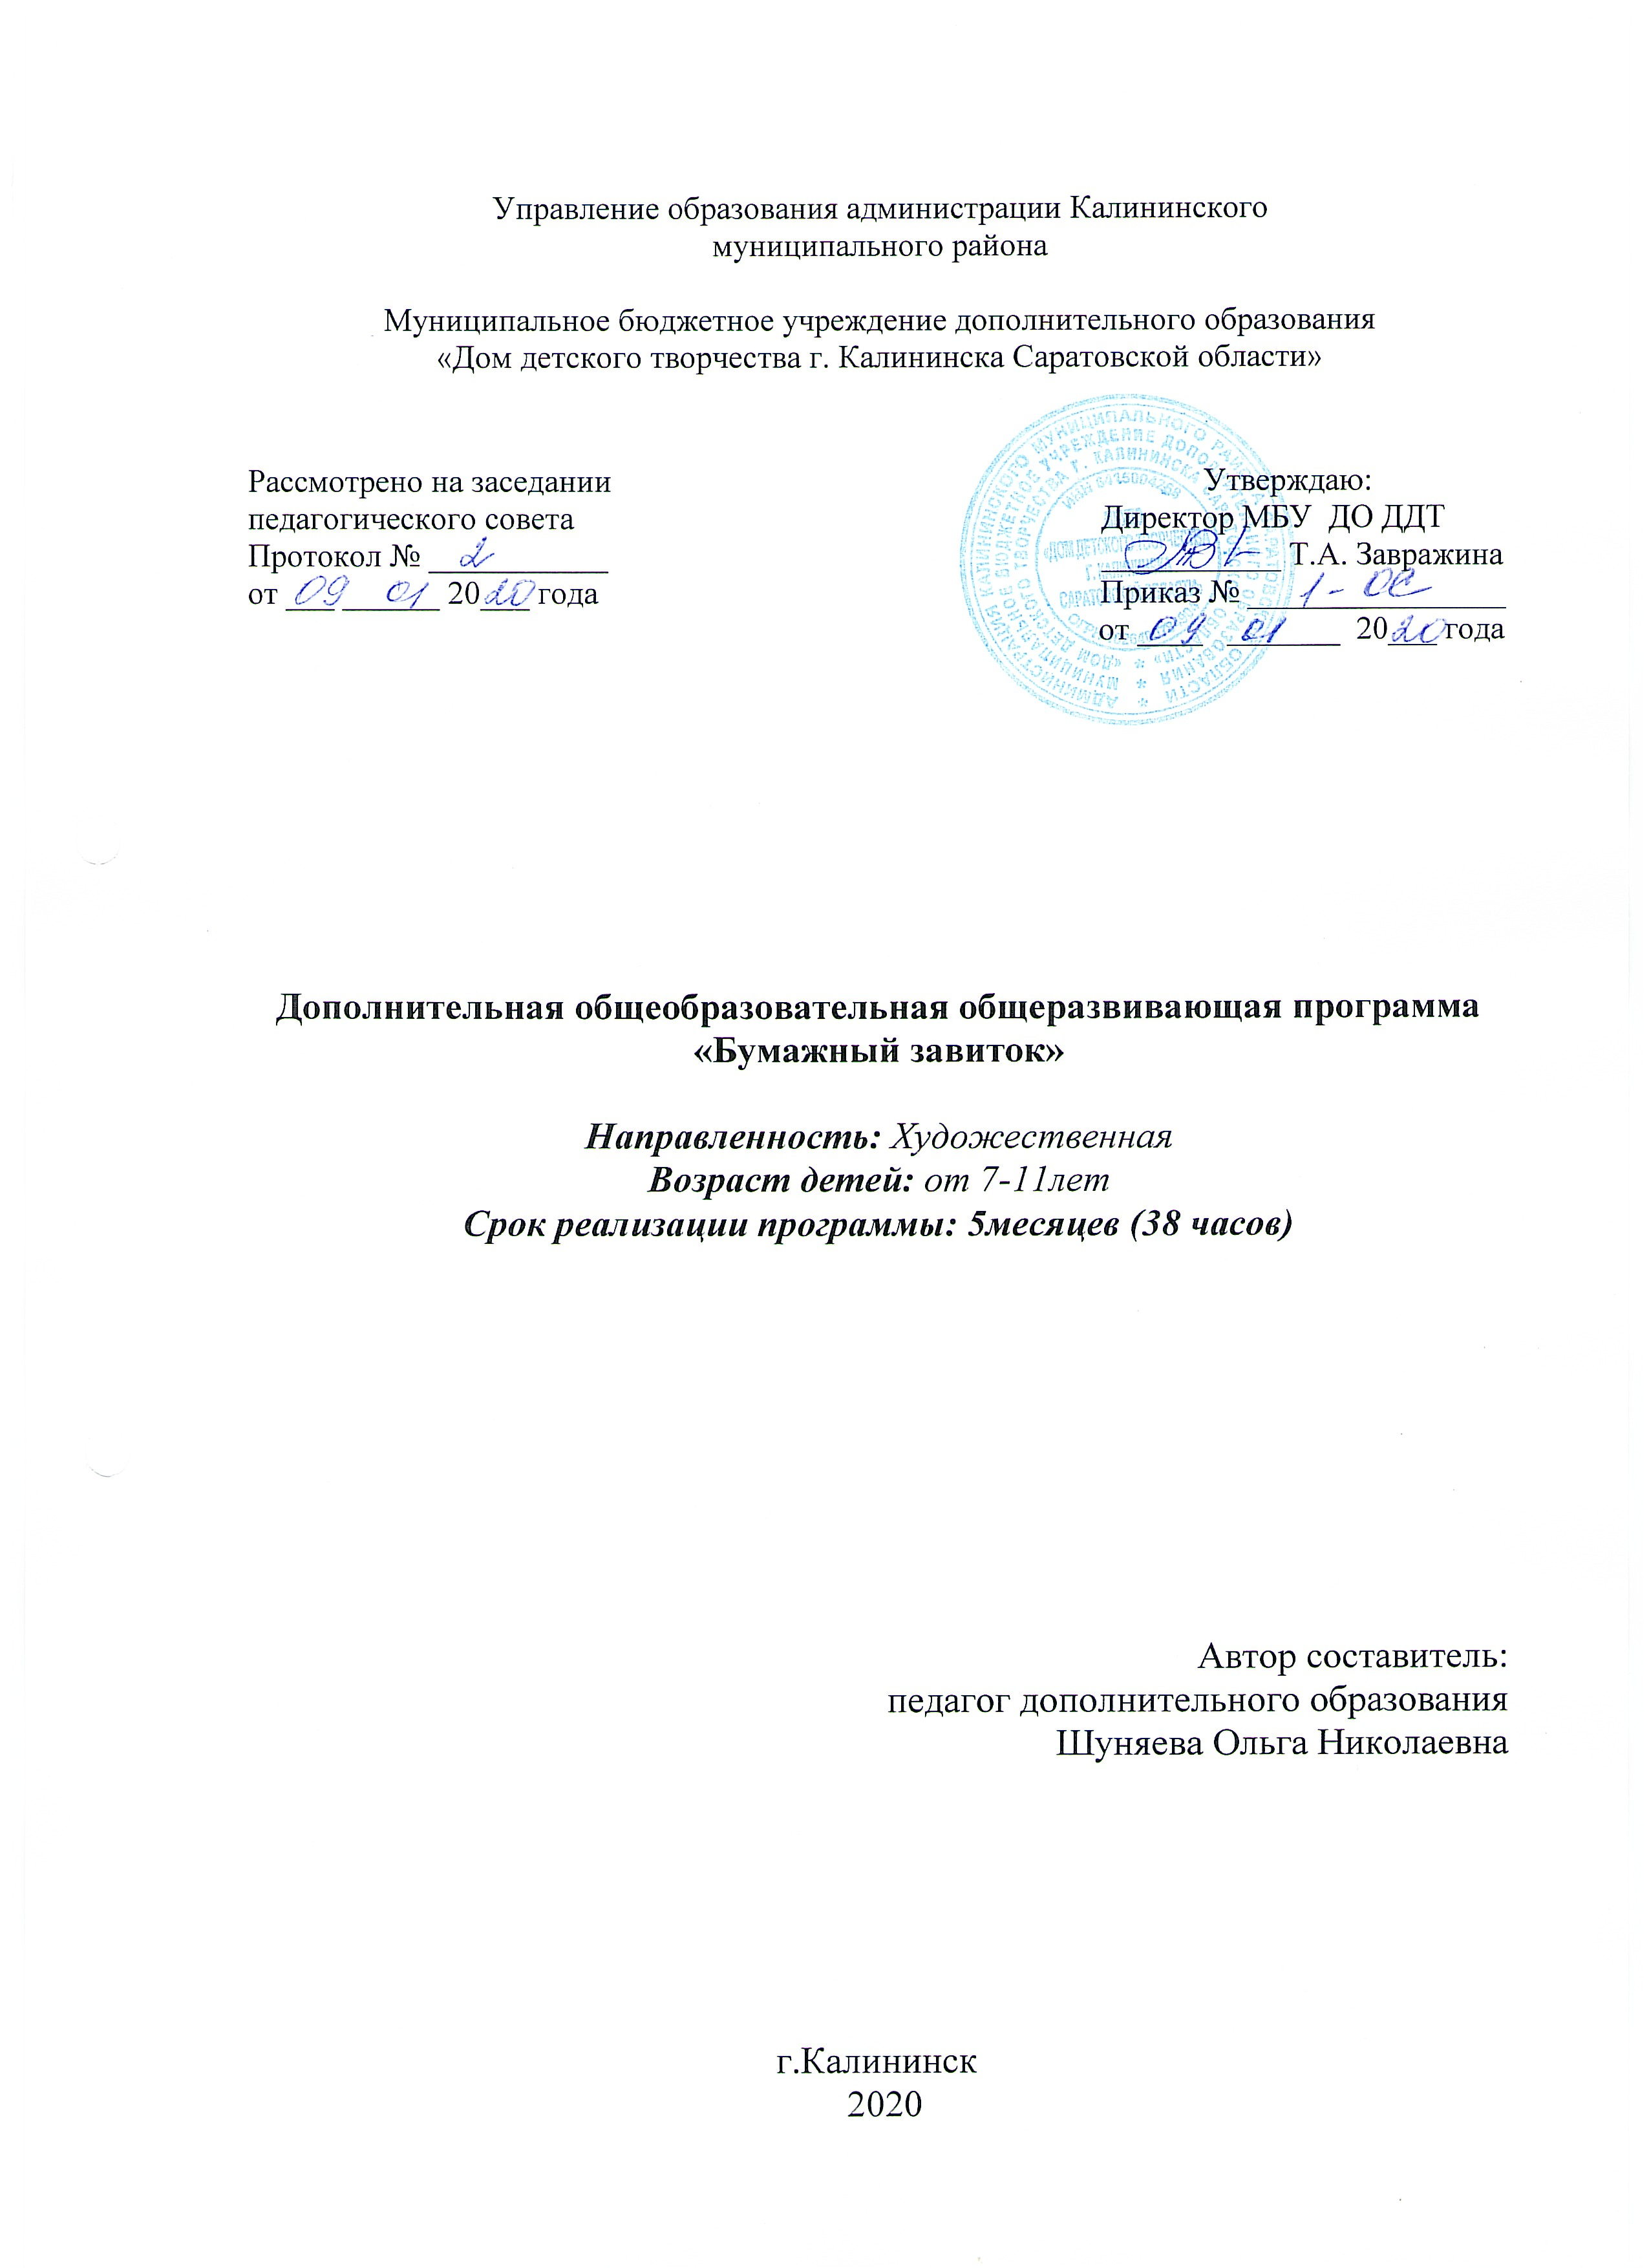 Управление образования администрации Калининского
муниципального района
Муниципальное бюджетное учреждение дополнительного образования
«Дом детского творчества г. Калининска Саратовской области»
Рассмотрено на заседании
педагогического совета
Протокол № 2
от 09 01 2020 года
Утверждаю:
Директор МБУ ДО ДДТ
Т.А. Завражина
Приказ № 1-ОС
от 09 01 2020 года
Дополнительная общеобразовательная общеразвивающая программа
«Бумажный завиток»
Направленность: Художественная
Возраст детей: от 7-11лет
Срок реализации программы: 5месяцев (38 часов)
Автор составитель:
педагог дополнительного образования
Шуняева Ольга Николаевна
г.Калининск
2020